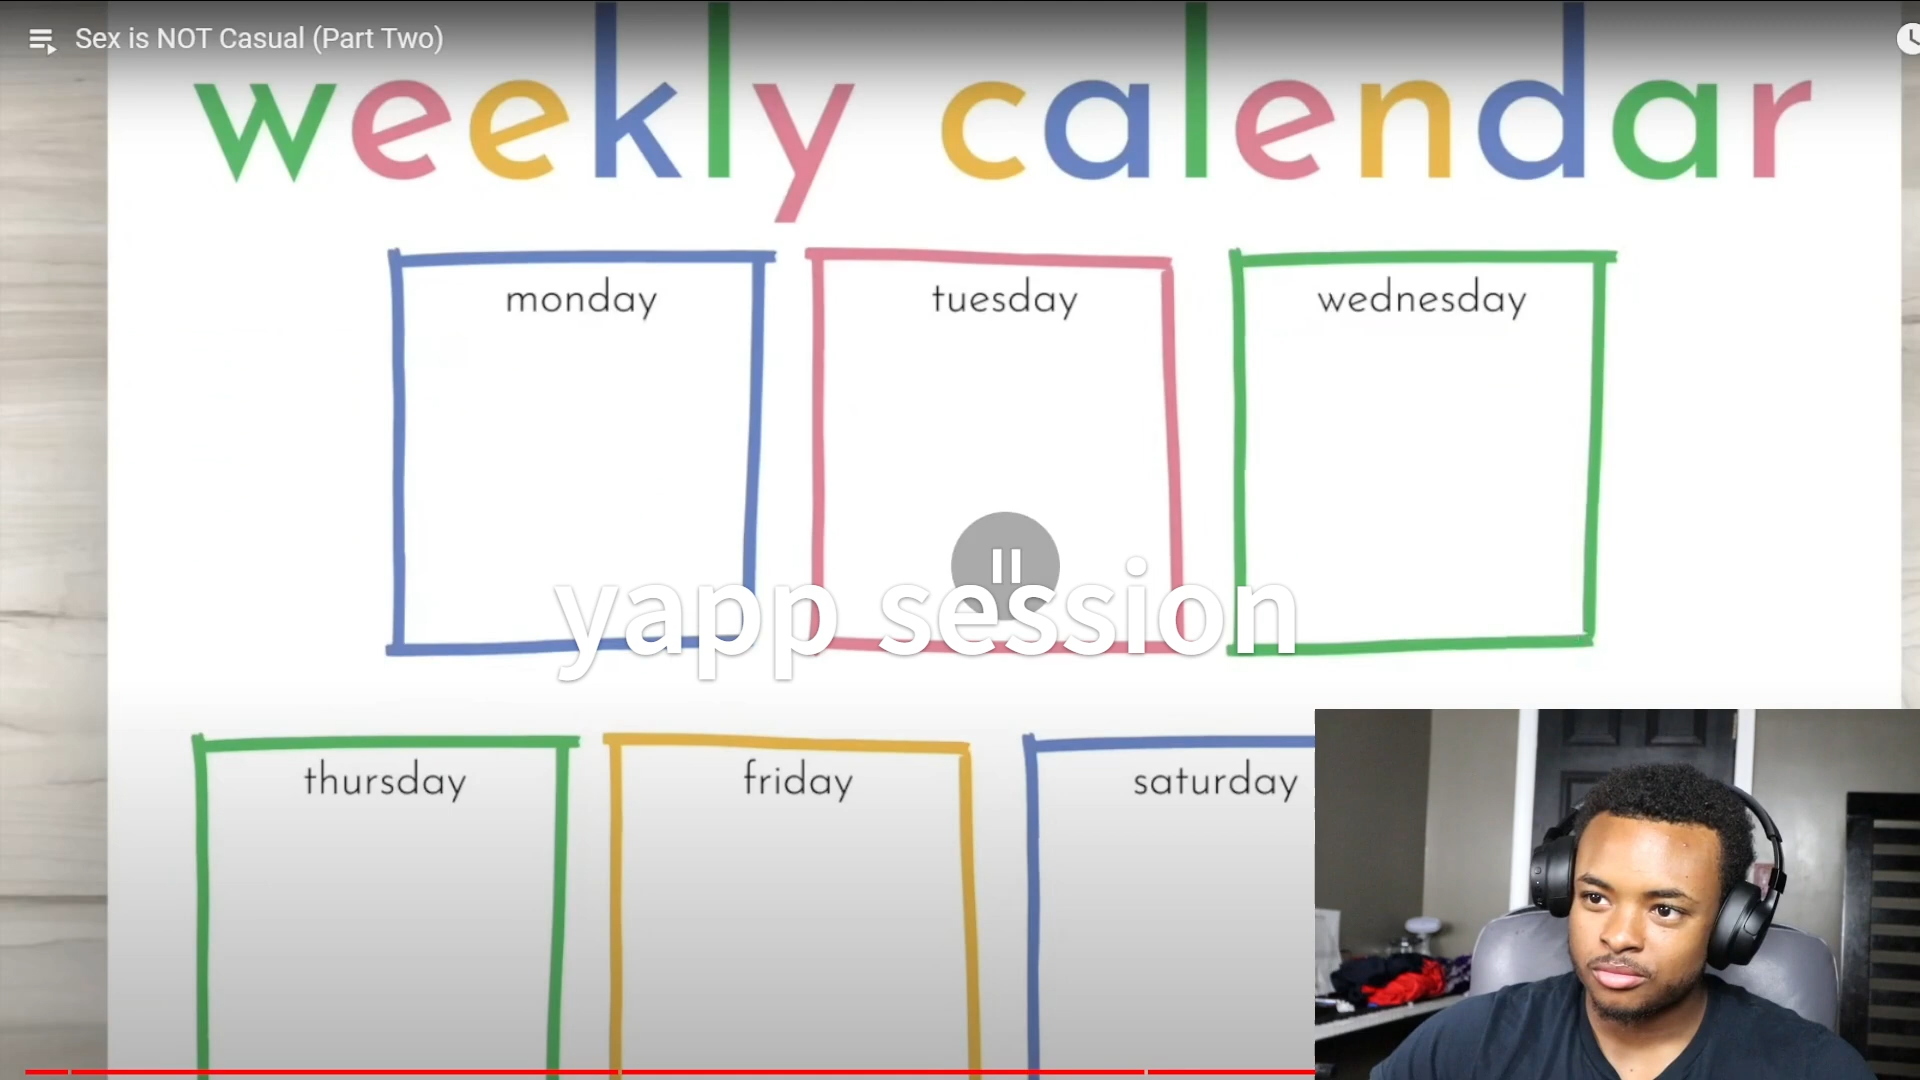 Sex is NOT Casual (Part Two)
weekly calendar
monday tuesday wednesday
yapp session
thursday friday saturday